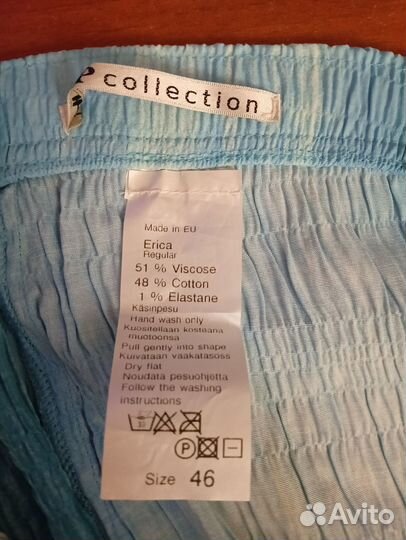 P collection
Made in EU
Erica
Regular
51 % Viscose
48 % Cotton
1 % Elastane
Käsinpesu
Hand wash only
Kuositellaan kosteana
muotoonsa
Pull gently into shape
Kuivataan vaakatasoss
Dry flat
Noudata pesuohjetta
Follow the washing
instructions
P
Size 46
Avito